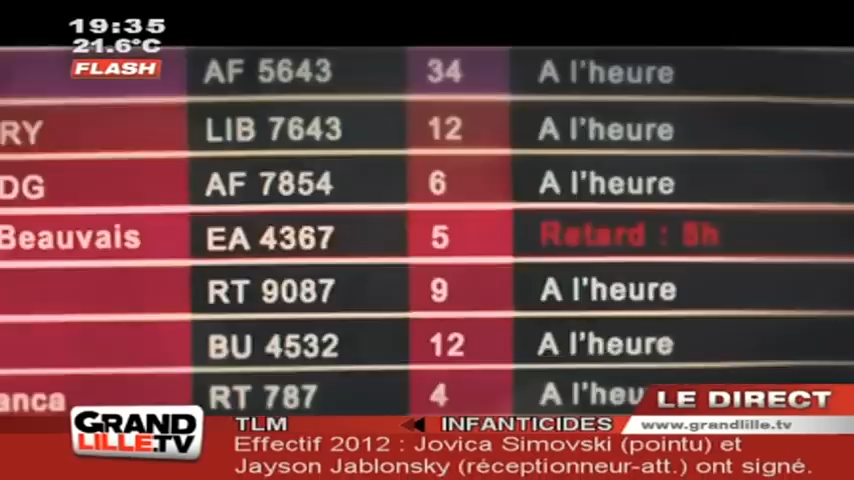 19:35
21.6°C
FLASH
AF 5643 34 A l'heure
RY LIB 7643 12 A l'heure
DG AF 7854 6 A l'heure
Beauvais EA 4367 5 Retard : 8h
RT 9087 9 A l'heure
BU 4532 12 A l'heure
anca RT 787 4 A l'heu
LE DIRECT
www.grandlille.tv
GRAND
LILLE.TV
TLM INFANTICIDES
Effectif 2012 : Jovica Simovski (pointu) et
Jayson Jablonsky (réceptionneur-att.) ont signé.